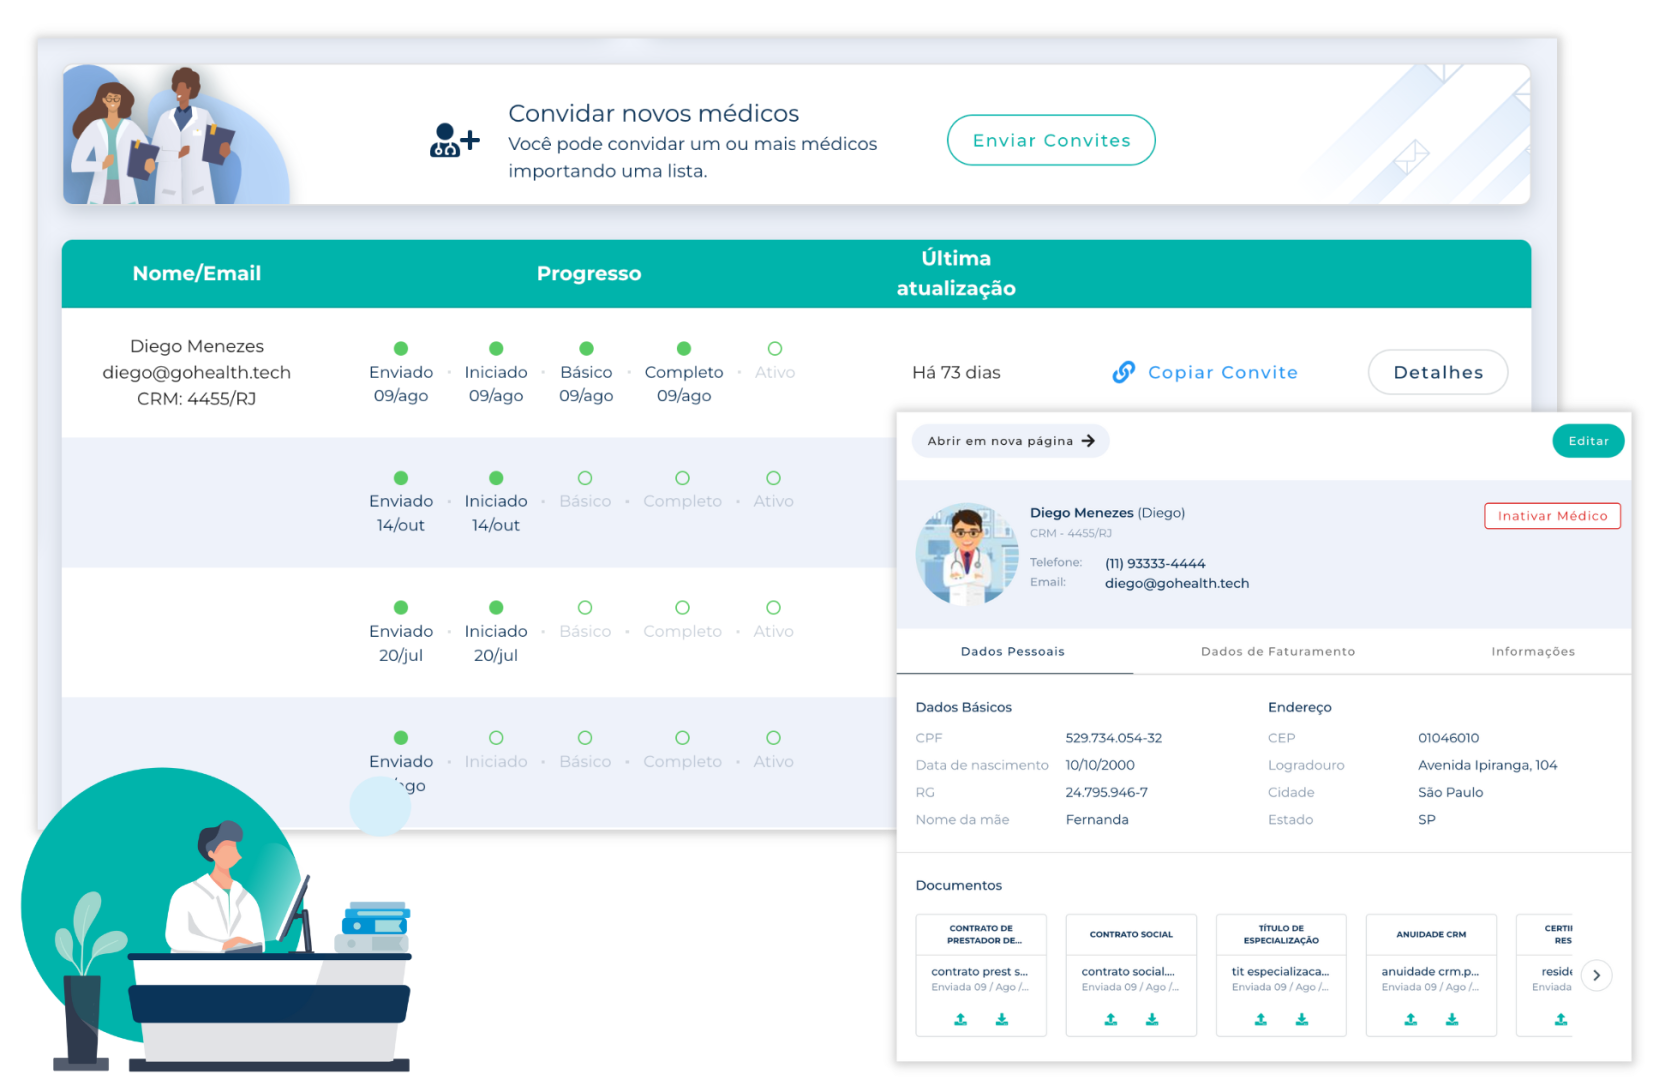 Convidar novos médicos
Você pode convidar um ou mais médicos
importando uma lista.
Enviar Convites
Nome/Email
Progresso
Última
atualização
Diego Menezes
diego@gohealth.tech
CRM: 4455/RJ
Enviado Iniciado Básico Completo Ativo
09/ago 09/ago 09/ago 09/ago
Há 73 dias
Copiar Convite
Detalhes
Enviado Iniciado Básico Completo Ativo
14/out 14/out
Enviado Iniciado Básico Completo Ativo
20/jul 20/jul
Enviado Iniciado Básico Completo Ativo
Abrir em nova página
Editar
Diego Menezes (Diego)
CRM - 4455/RJ
Telefone: (11) 93333-4444
Email: diego@gohealth.tech
Inativar Médico
Dados Pessoais
Dados de Faturamento
Informações
Dados Básicos
CPF 529.734.054-32
Data de nascimento 10/10/2000
RG 24.795.946-7
Nome da mãe Fernanda
Endereço
CEP 01046010
Logradouro Avenida Ipiranga, 104
Cidade São Paulo
Estado SP
Documentos
CONTRATO DE
PRESTADOR DE...
contrato prest s...
Enviada 09 / Ago /...
CONTRATO SOCIAL
contrato social....
Enviada 09 / Ago /...
TÍTULO DE
ESPECIALIZAÇÃO
tit especializaca...
Enviada 09 / Ago /...
ANUIDADE CRM
anuidade crm.p...
Enviada 09 / Ago /...
RES
Enviada